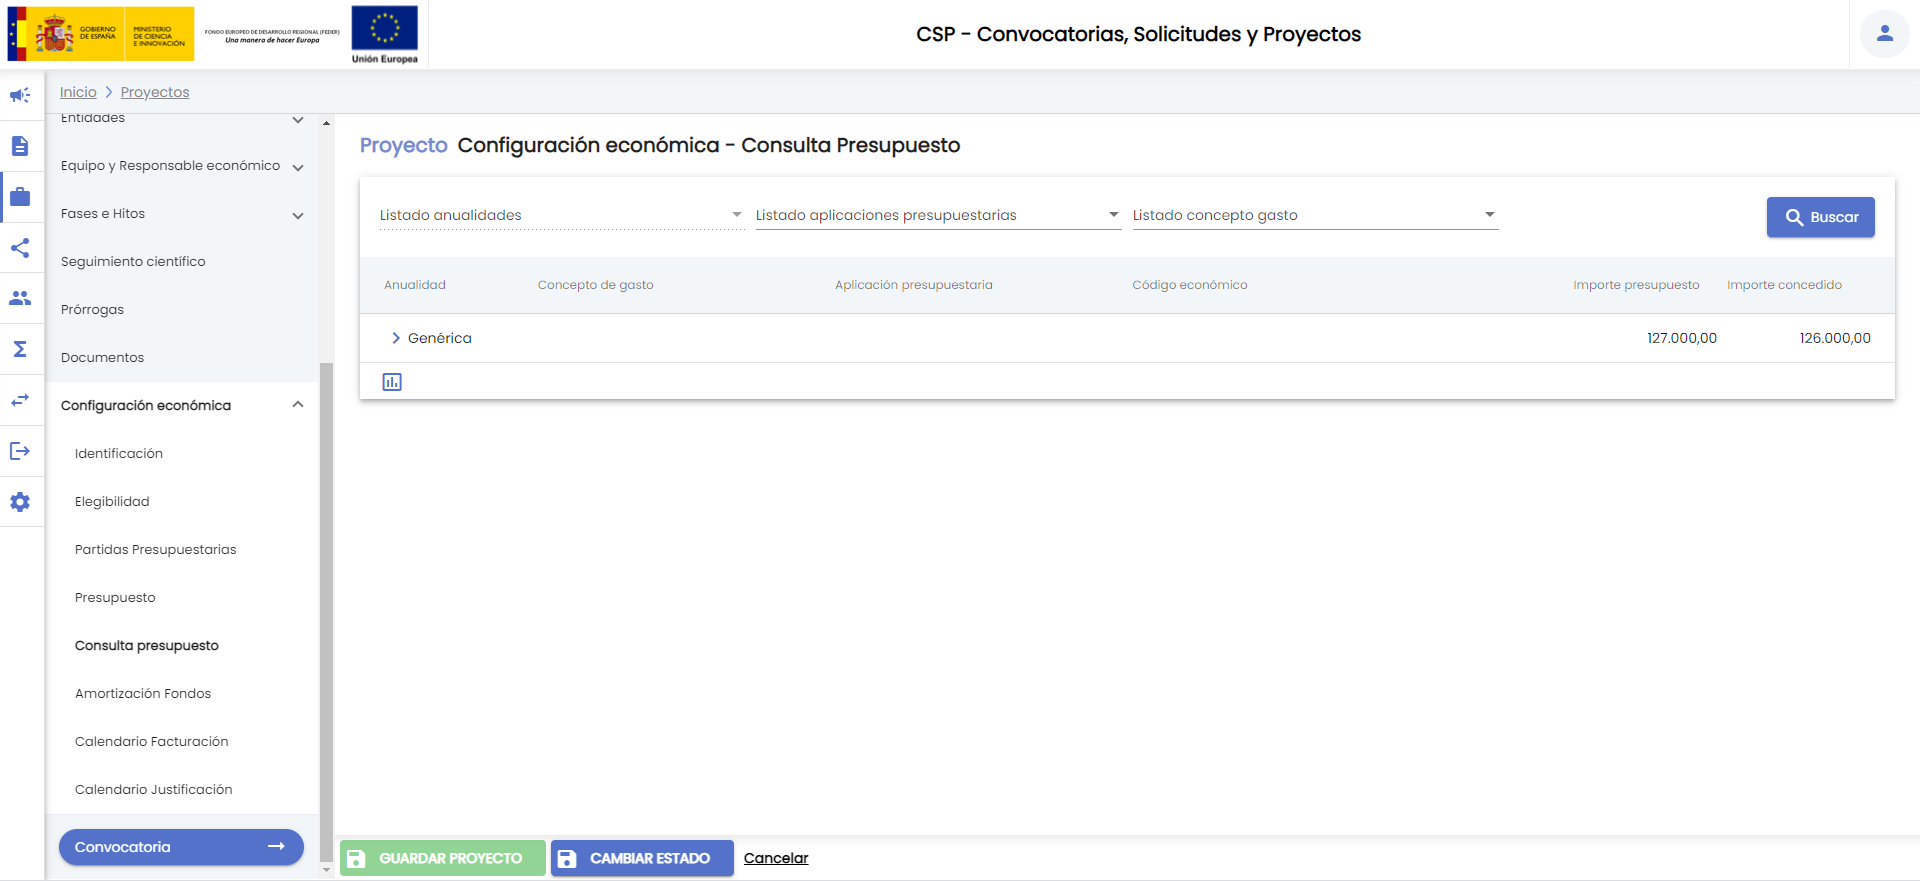 GOBIERNO
DE ESPAÑA
MINISTERIO
DE CIENCIA
E INNOVACIÓN
FONDO EUROPEO DE DESARROLLO REGIONAL (FEDER)
Una manera de hacer Europa
Unión Europea
CSP - Convocatorias, Solicitudes y Proyectos
Inicio > Proyectos
Entidades
Equipo y Responsable económico
Fases e Hitos
Seguimiento científico
Prórrogas
Documentos
Configuración económica
Identificación
Elegibilidad
Partidas Presupuestarias
Presupuesto
Consulta presupuesto
Amortización Fondos
Calendario Facturación
Calendario Justificación
Convocatoria →
Proyecto Configuración económica - Consulta Presupuesto
Listado anualidades Listado aplicaciones presupuestarias Listado concepto gasto Buscar
Anualidad Concepto de gasto Aplicación presupuestaria Código económico Importe presupuesto Importe concedido
Genérica 127.000,00 126.000,00
GUARDAR PROYECTO CAMBIAR ESTADO Cancelar